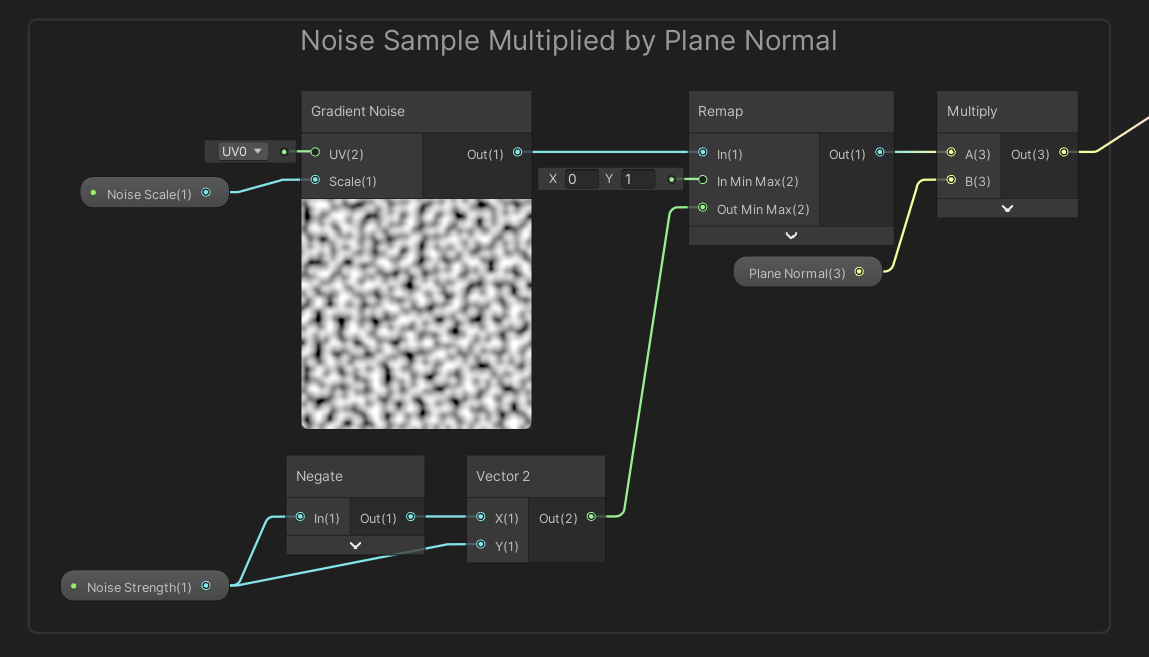 Noise Sample Multiplied by Plane Normal
Gradient Noise
UV0
UV(2)
Out(1)
Noise Scale(1)
Scale(1)
Remap
In(1)
Out(1)
X 0 Y 1
In Min Max(2)
Out Min Max(2)
Multiply
A(3)
Out(3)
B(3)
Plane Normal(3)
Negate
In(1)
Out(1)
Vector 2
X(1)
Out(2)
Y(1)
Noise Strength(1)